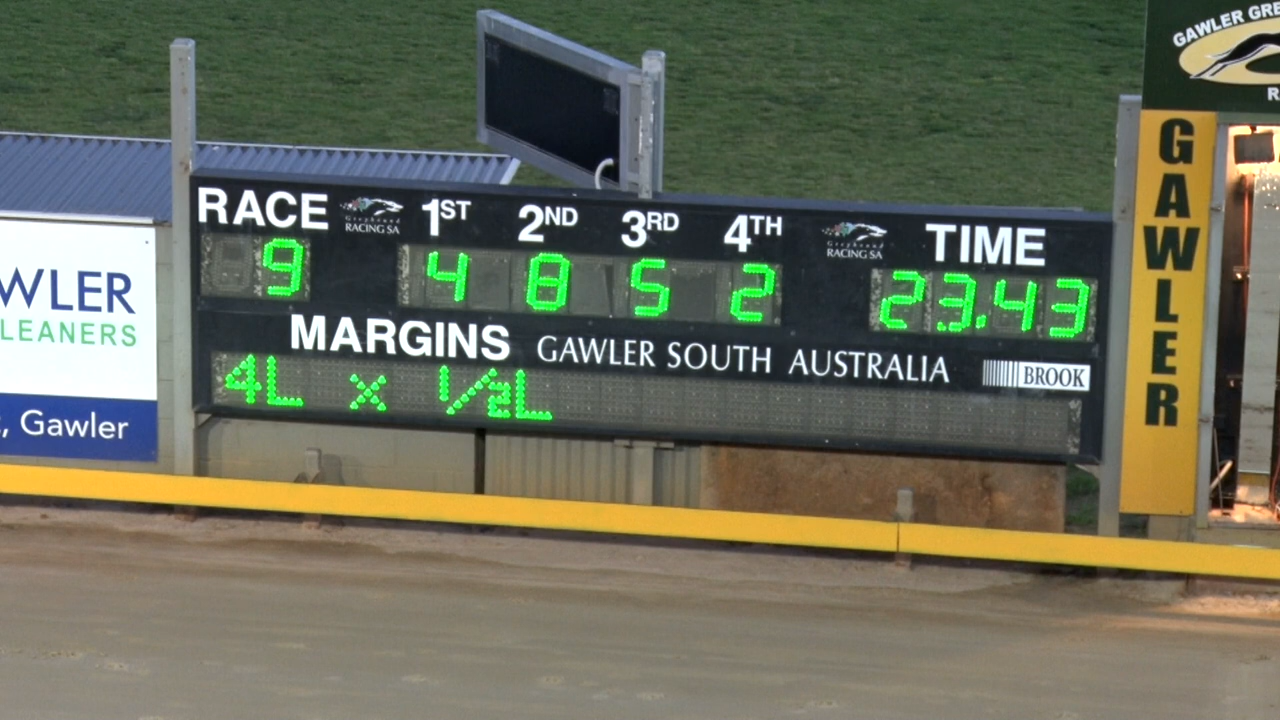 GAWLER GRE
R
GAWLER
RACE
Greyhound
RACING SA
1ST
2ND
3RD
4TH
Greyhound
RACING SA
TIME
9
4
8
5
2
23.43
MARGINS
GAWLER SOUTH AUSTRALIA
BROOK
4L x 1/2L
WLER
LEANERS
, Gawler